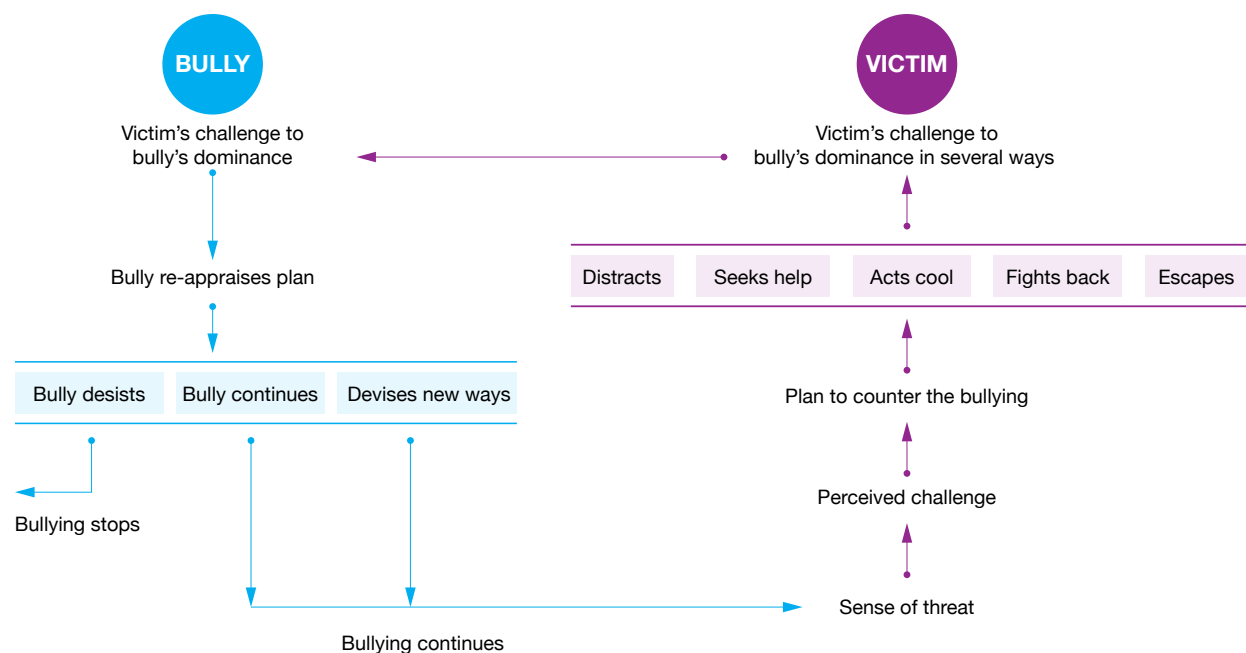 BULLY
Victim’s challenge to
bully’s dominance
Bully re-appraises plan
Bully desists
Bully continues
Devises new ways
Bullying stops
Bullying continues
VICTIM
Victim’s challenge to
bully’s dominance in several ways
Distracts
Seeks help
Acts cool
Fights back
Escapes
Plan to counter the bullying
Perceived challenge
Sense of threat